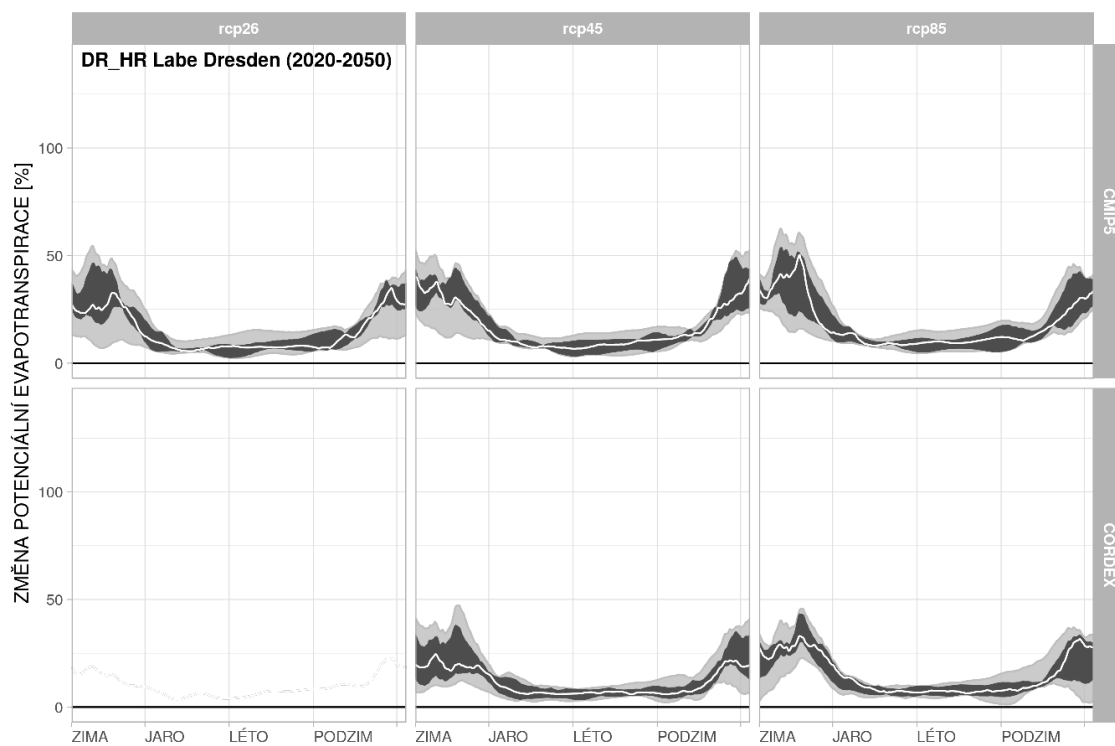 rcp26 rcp45 rcp85
DR_HR Labe Dresden (2020-2050)
ZMĚNA POTENCIÁLNÍ EVAPOTRANSPIRACE [%]
100
50
0
CMIP5
100
50
0
CORDEX
ZIMA JARO LÉTO PODZIM ZIMA JARO LÉTO PODZIM ZIMA JARO LÉTO PODZIM